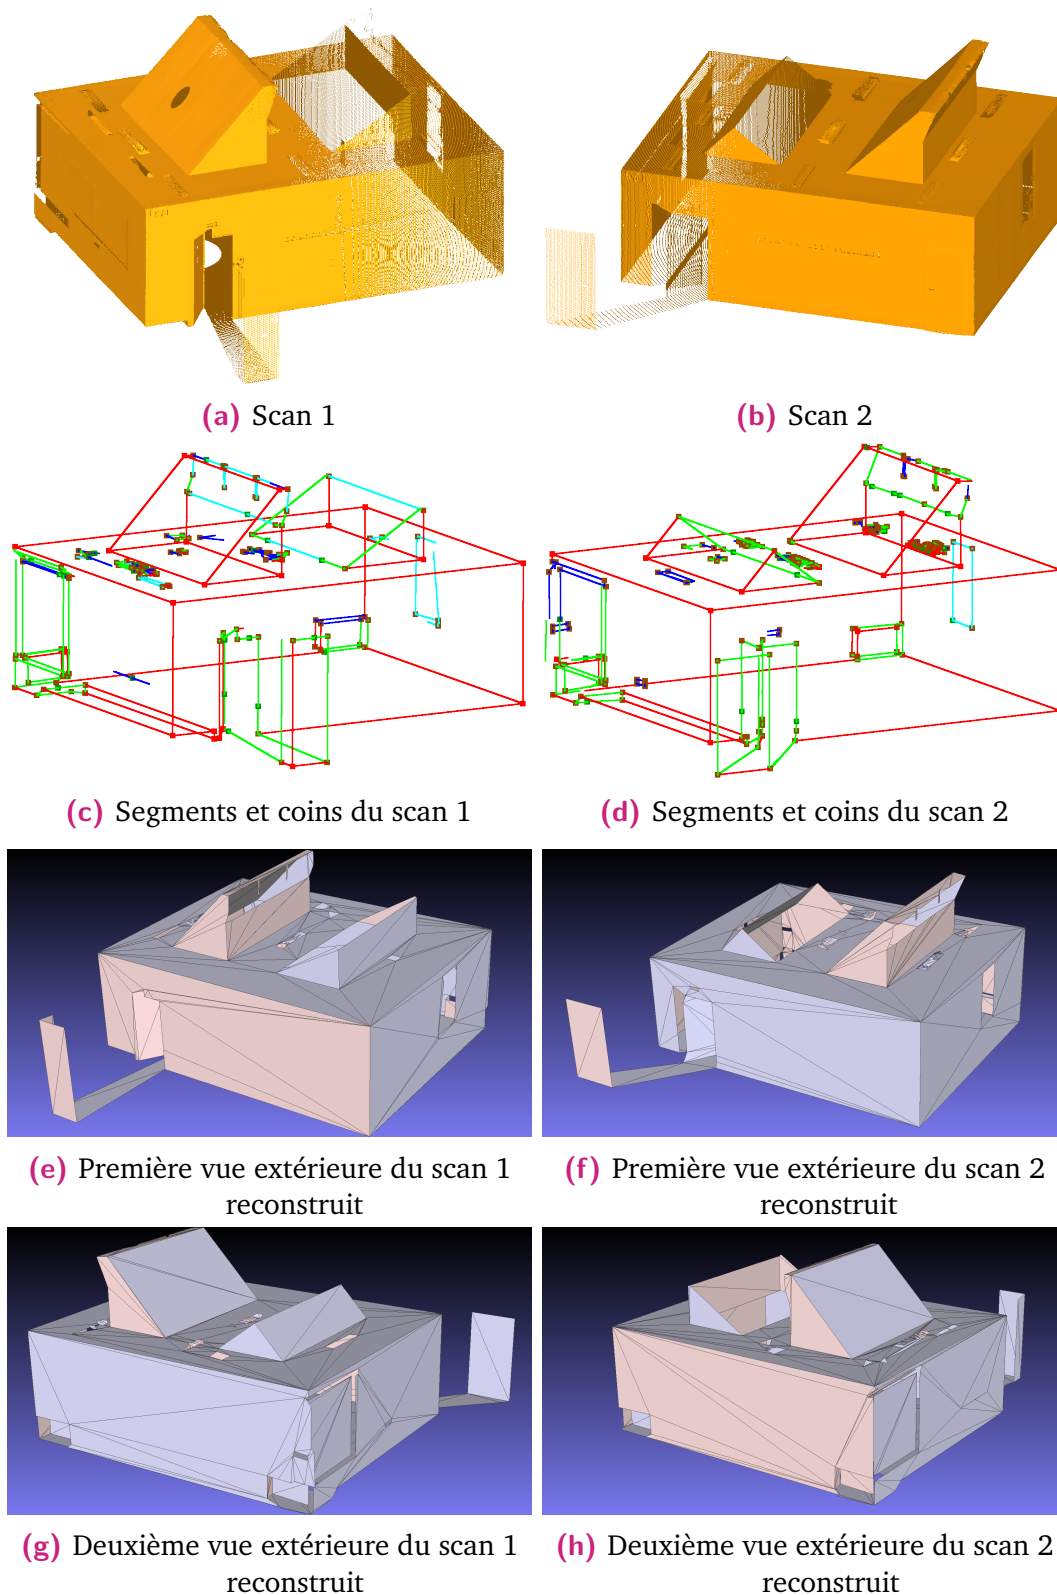 (a) Scan 1
(b) Scan 2
(c) Segments et coins du scan 1
(d) Segments et coins du scan 2
(e) Première vue extérieure du scan 1
reconstruit
(f) Première vue extérieure du scan 2
reconstruit
(g) Deuxième vue extérieure du scan 1
reconstruit
(h) Deuxième vue extérieure du scan 2
reconstruit